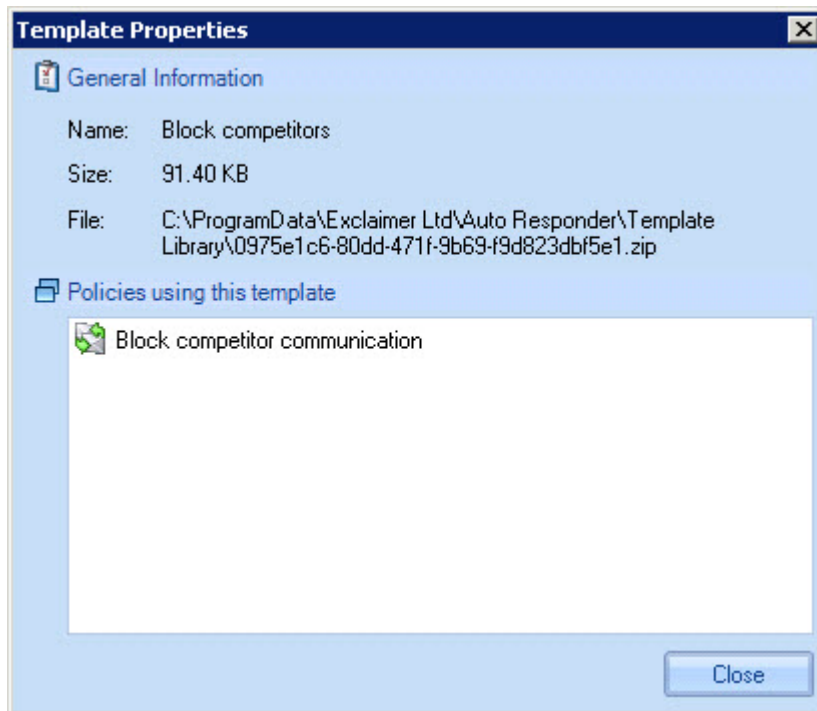 Template Properties
General Information
Name: Block competitors
Size: 91.40 KB
File: C:\ProgramData\Exclaimer Ltd\Auto Responder\Template
Library\0975e1c6-80dd-471f-9b69-f9d823dbf5e1.zip
Policies using this template
Block competitor communication
Close